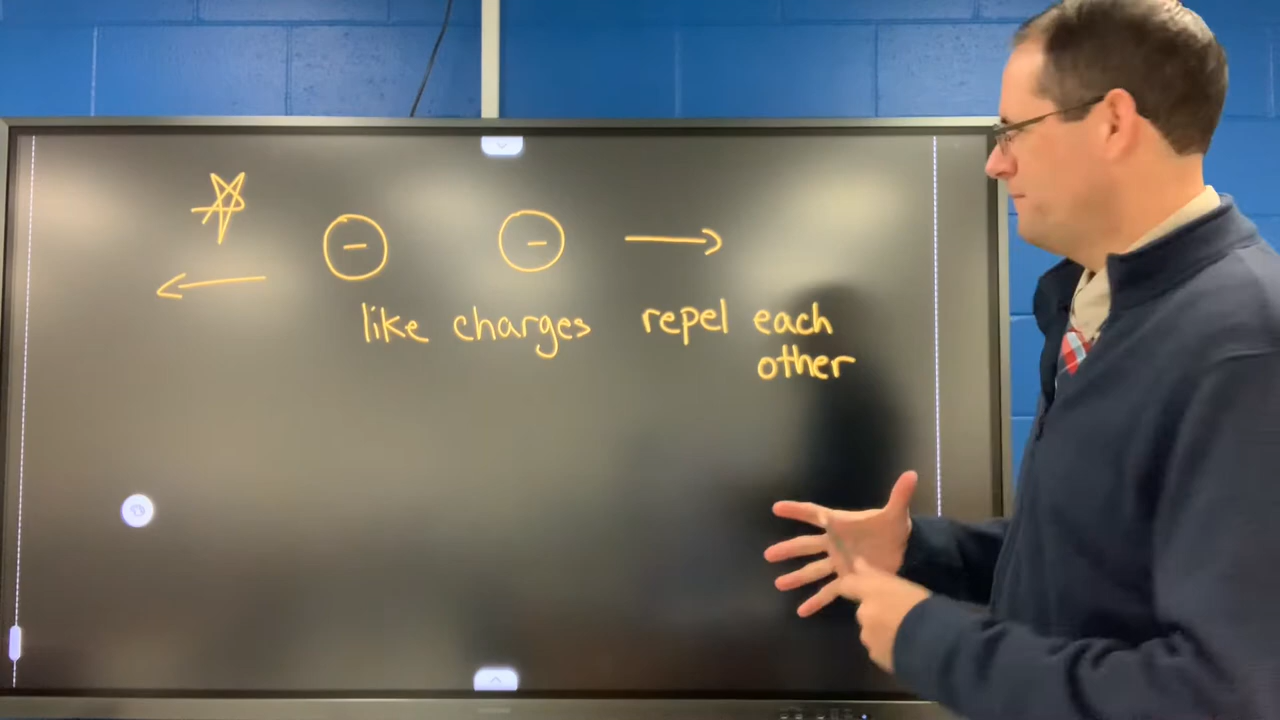 - -
like charges repel each
other